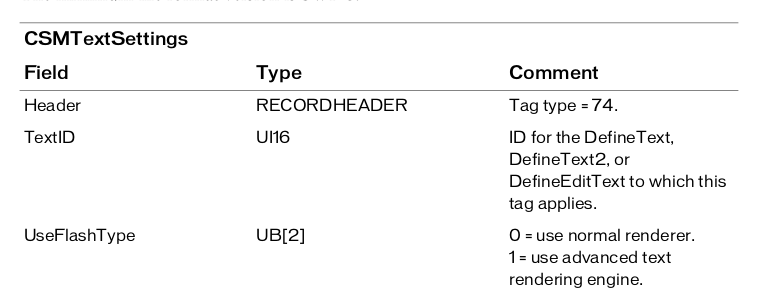 CSMTextSettings
Field Type Comment
Header RECORDHEADER Tag type = 74.
TextID UI16 ID for the DefineText,
DefineText2, or
DefineEditText to which this
tag applies.
UseFlashType UB[2] 0 = use normal renderer.
1 = use advanced text
rendering engine.